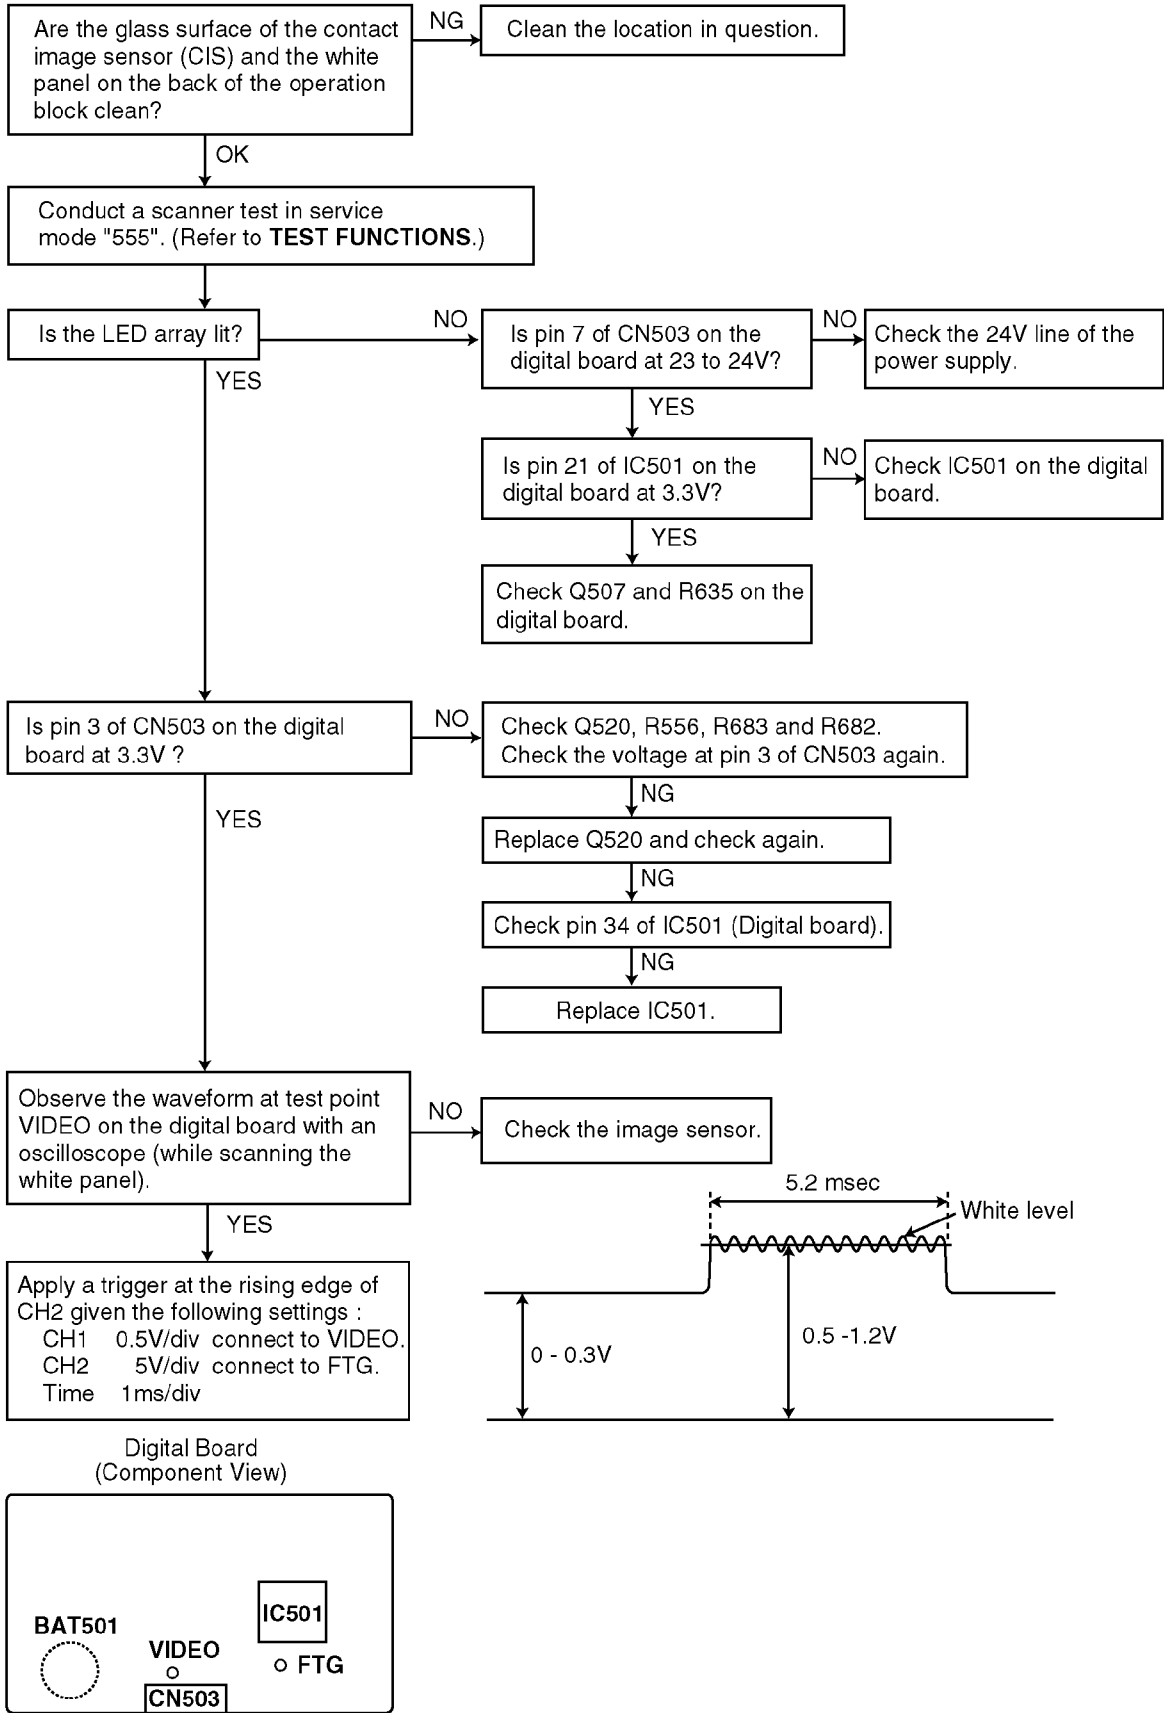 Are the glass surface of the contact
image sensor (CIS) and the white
panel on the back of the operation
block clean?
NG
Clean the location in question.
OK
Conduct a scanner test in service
mode "555". (Refer to TEST FUNCTIONS.)
Is the LED array lit?
NO
Is pin 7 of CN503 on the
digital board at 23 to 24V?
NO
Check the 24V line of the
power supply.
YES
YES
Is pin 21 of IC501 on the
digital board at 3.3V?
NO
Check IC501 on the digital
board.
YES
Check Q507 and R635 on the
digital board.
Is pin 3 of CN503 on the digital
board at 3.3V ?
NO
Check Q520, R556, R683 and R682.
Check the voltage at pin 3 of CN503 again.
YES
NG
Replace Q520 and check again.
NG
Check pin 34 of IC501 (Digital board).
NG
Replace IC501.
Observe the waveform at test point
VIDEO on the digital board with an
oscilloscope (while scanning the
white panel).
NO
Check the image sensor.
YES
5.2 msec
White level
0 - 0.3V
0.5 -1.2V
Apply a trigger at the rising edge of
CH2 given the following settings :
CH1 0.5V/div connect to VIDEO.
CH2 5V/div connect to FTG.
Time 1ms/div
Digital Board
(Component View)
IC501
BAT501
VIDEO
FTG
CN503